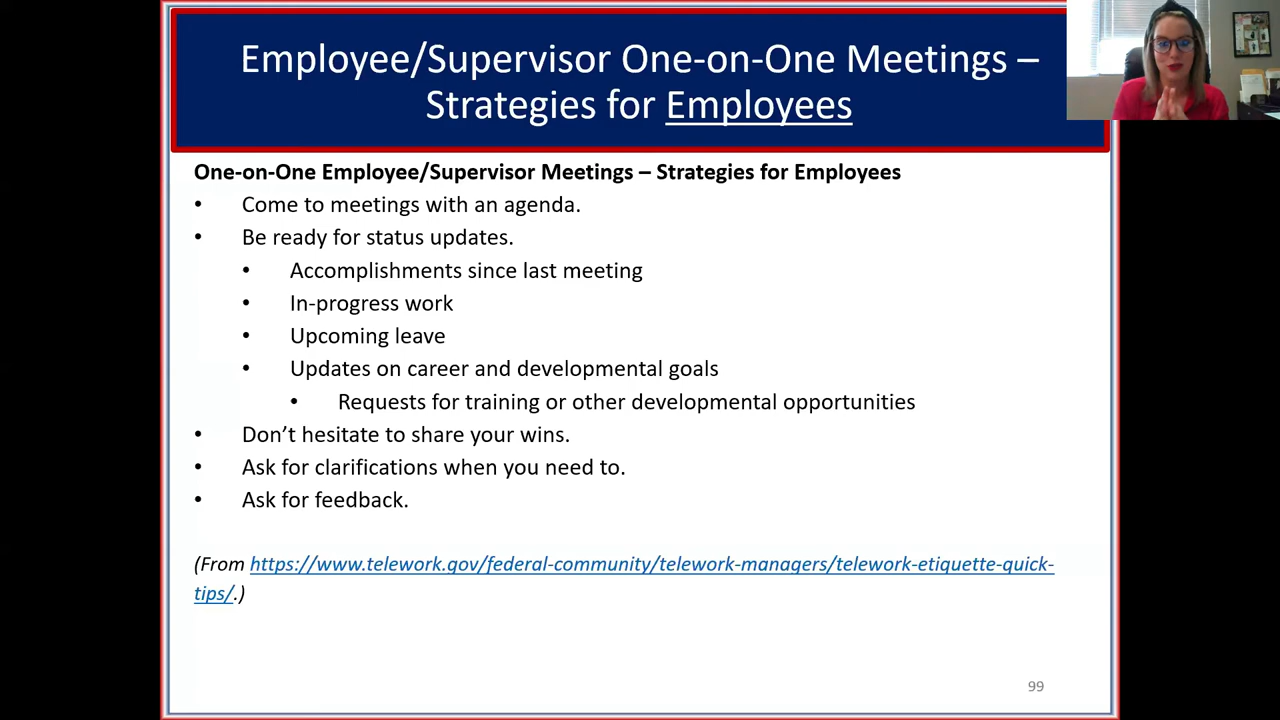 Employee/Supervisor One-on-One Meetings –
Strategies for Employees
One-on-One Employee/Supervisor Meetings – Strategies for Employees
• Come to meetings with an agenda.
• Be ready for status updates.
• Accomplishments since last meeting
• In-progress work
• Upcoming leave
• Updates on career and developmental goals
• Requests for training or other developmental opportunities
• Don’t hesitate to share your wins.
• Ask for clarifications when you need to.
• Ask for feedback.
(From https://www.telework.gov/federal-community/telework-managers/telework-etiquette-quick-
tips/.)
99